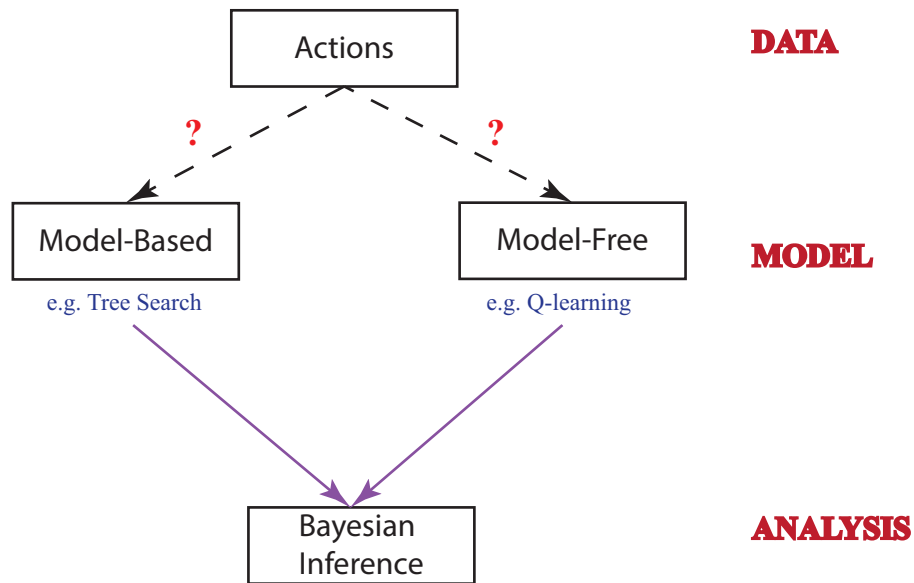 Actions
DATA
?
?
Model-Based
Model-Free
MODEL
e.g. Tree Search
e.g. Q-learning
Bayesian
Inference
ANALYSIS